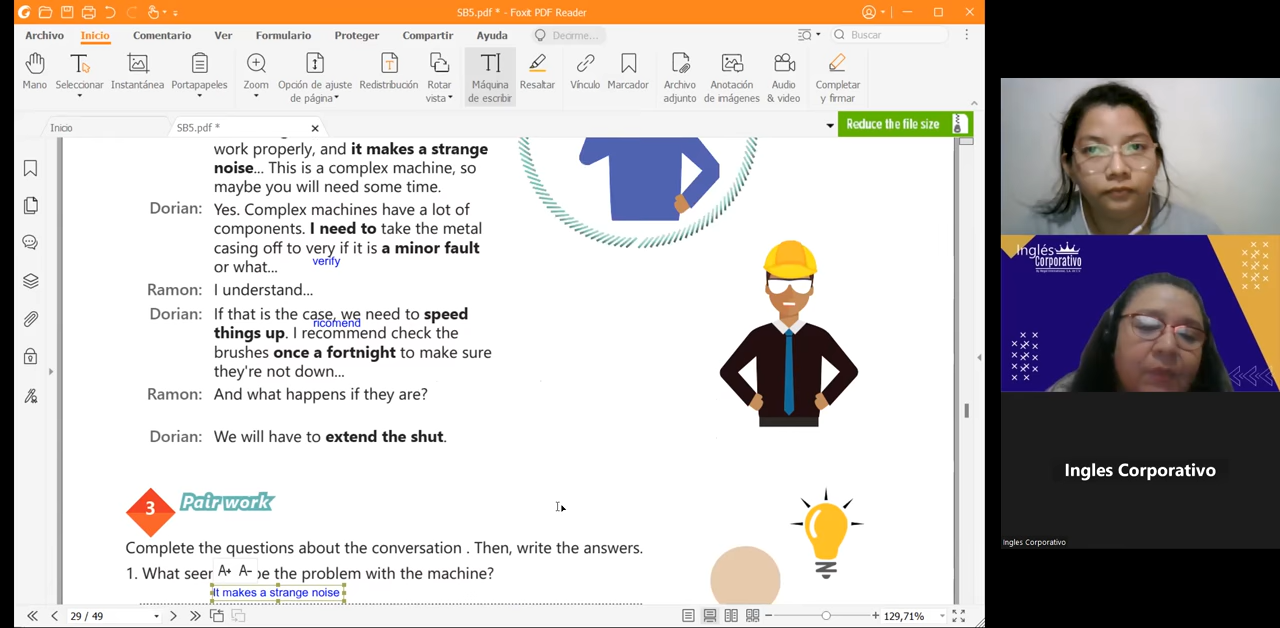 SB5.pdf * - Foxit PDF Reader
Archivo Inicio Comentario Ver Formulario Proteger Compartir Ayuda Decirme... Buscar
Mano Seleccionar Instantánea Portapapeles Zoom Opción de ajuste de página Redistribución Rotar vista Máquina de escribir Resaltar Vínculo Marcador Archivo adjunto Anotación de imágenes Audio & video Completar y firmar
Inicio SB5.pdf * Reduce the file size
work properly, and it makes a strange
noise... This is a complex machine, so
maybe you will need some time.
Dorian: Yes. Complex machines have a lot of
components. I need to take the metal
casing off to very if it is a minor fault
verify
or what...
Ramon: I understand...
Dorian: If that is the case, we need to speed
ricomend
things up. I recommend check the
brushes once a fortnight to make sure
they're not down...
Ramon: And what happens if they are?
Dorian: We will have to extend the shut.
3 Pair work
Complete the questions about the conversation . Then, write the answers.
A+ A-
1. What seem be the problem with the machine?
It makes a strange noise
29 / 49 129,71%
Inglés
Corporativo
Ingles Corporativo
Ingles Corporativo